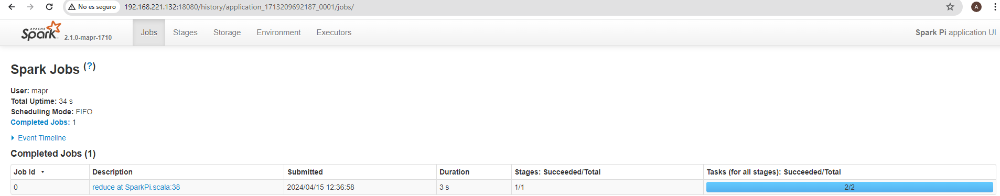 No es seguro 192.168.221.132:18080/history/application_1713209692187_0001/jobs/ A
APACHE Spark 2.1.0-mapr-1710 Jobs Stages Storage Environment Executors Spark Pi application UI
Spark Jobs (?)
User: mapr
Total Uptime: 34 s
Scheduling Mode: FIFO
Completed Jobs: 1
Event Timeline
Completed Jobs (1)
Job Id Description Submitted Duration Stages: Succeeded/Total Tasks (for all stages): Succeeded/Total
0 reduce at SparkPi.scala:38 2024/04/15 12:36:58 3 s 1/1 2/2